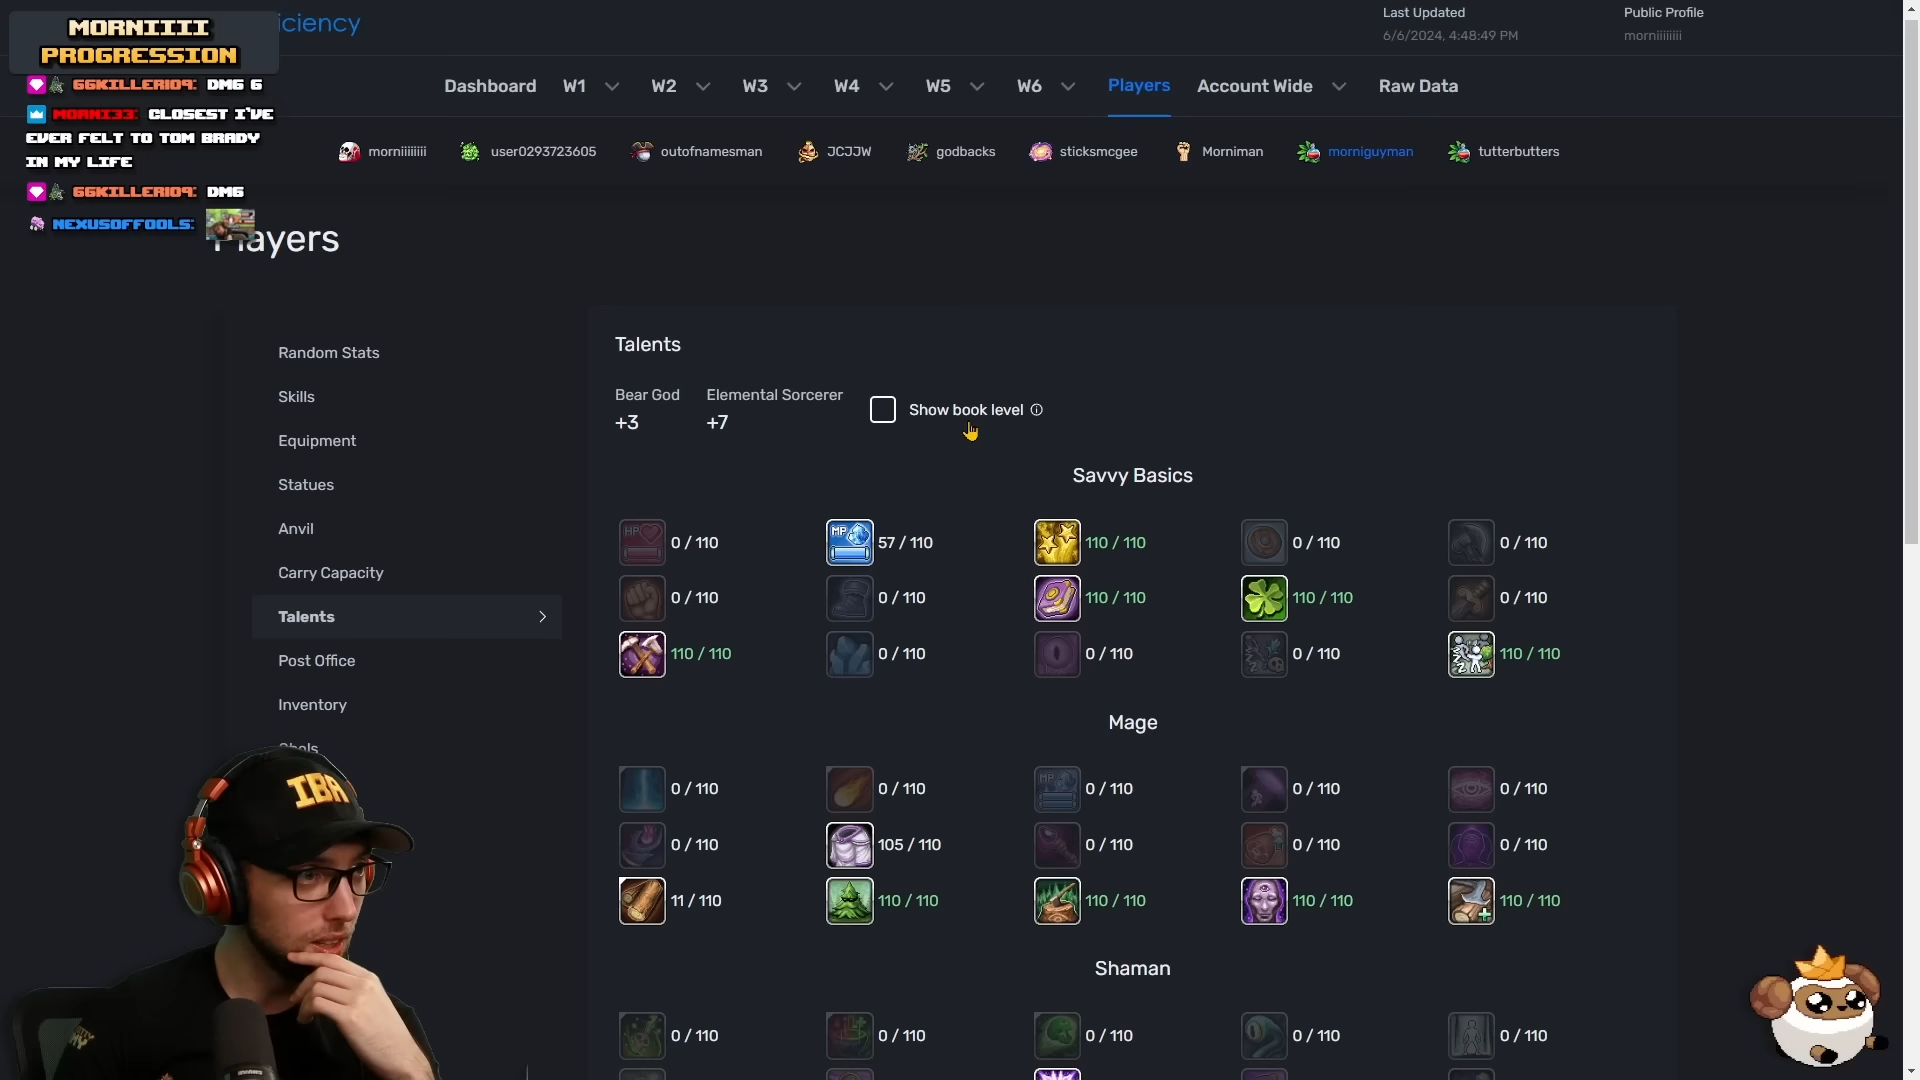 MORNIIII
PROGRESSION
iciency
Last Updated
6/6/2024, 4:48:49 PM
Public Profile
morniiiiiiii
Dashboard W1 W2 W3 W4 W5 W6 Players Account Wide Raw Data
66KILLER109: DMG 6
MORNI33: CLOSEST I'VE
EVER FELT TO TOM BRADY
IN MY LIFE
66KILLER109: DMG
NEXUSOFFOOLS:
morniiiiiiii user0293723605 outofnamesman JCJJW godbacks sticksmcgee Morniman morniguyman tutterbutters
Players
Random Stats
Skills
Equipment
Statues
Anvil
Carry Capacity
Talents
Post Office
Inventory
Obols
Talents
Bear God
+3
Elemental Sorcerer
+7
Show book level
Savvy Basics
0 / 110 57 / 110 110 / 110 0 / 110 0 / 110
0 / 110 0 / 110 110 / 110 110 / 110 0 / 110
110 / 110 0 / 110 0 / 110 0 / 110 110 / 110
Mage
0 / 110 0 / 110 0 / 110 0 / 110 0 / 110
0 / 110 105 / 110 0 / 110 0 / 110 0 / 110
11 / 110 110 / 110 110 / 110 110 / 110 110 / 110
Shaman
0 / 110 0 / 110 0 / 110 0 / 110 0 / 110
IBA